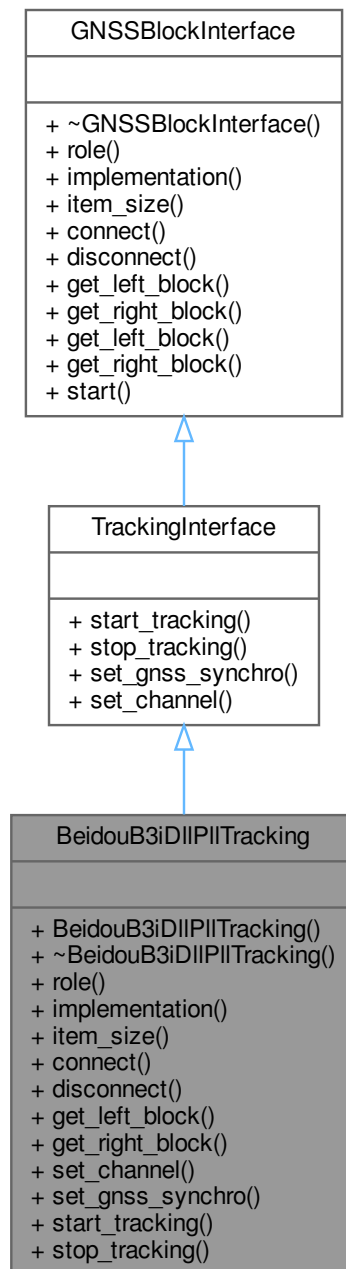 GNSSBlockInterface
+ ~GNSSBlockInterface()
+ role()
+ implementation()
+ item_size()
+ connect()
+ disconnect()
+ get_left_block()
+ get_right_block()
+ get_left_block()
+ get_right_block()
+ start()
TrackingInterface
+ start_tracking()
+ stop_tracking()
+ set_gnss_synchro()
+ set_channel()
BeidouB3iDllPllTracking
+ BeidouB3iDllPllTracking()
+ ~BeidouB3iDllPllTracking()
+ role()
+ implementation()
+ item_size()
+ connect()
+ disconnect()
+ get_left_block()
+ get_right_block()
+ set_channel()
+ set_gnss_synchro()
+ start_tracking()
+ stop_tracking()